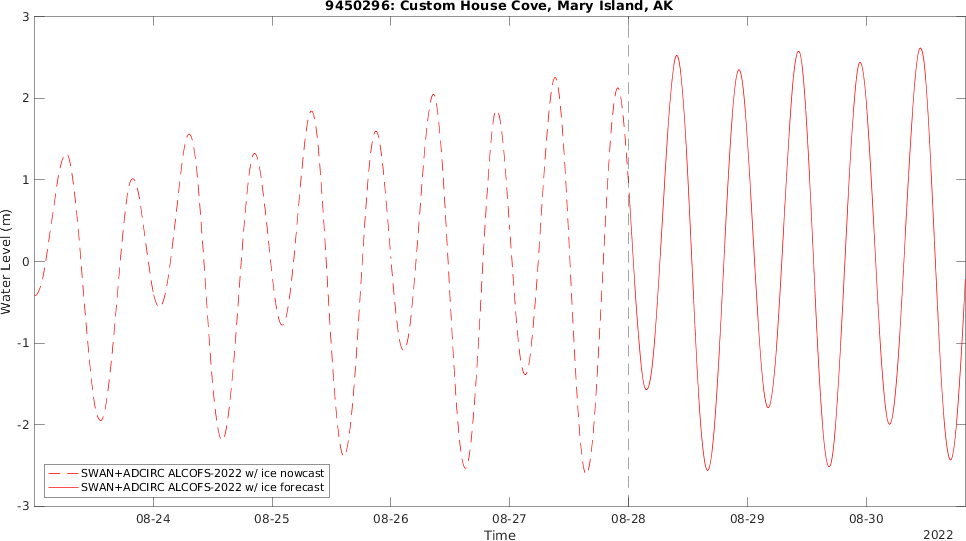 9450296: Custom House Cove, Mary Island, AK
3
2
1
0
-1
-2
-3
Water Level (m)
SWAN+ADCIRC ALCOFS-2022 w/ ice nowcast
SWAN+ADCIRC ALCOFS-2022 w/ ice forecast
08-24 08-25 08-26 08-27 08-28 08-29 08-30
Time
2022